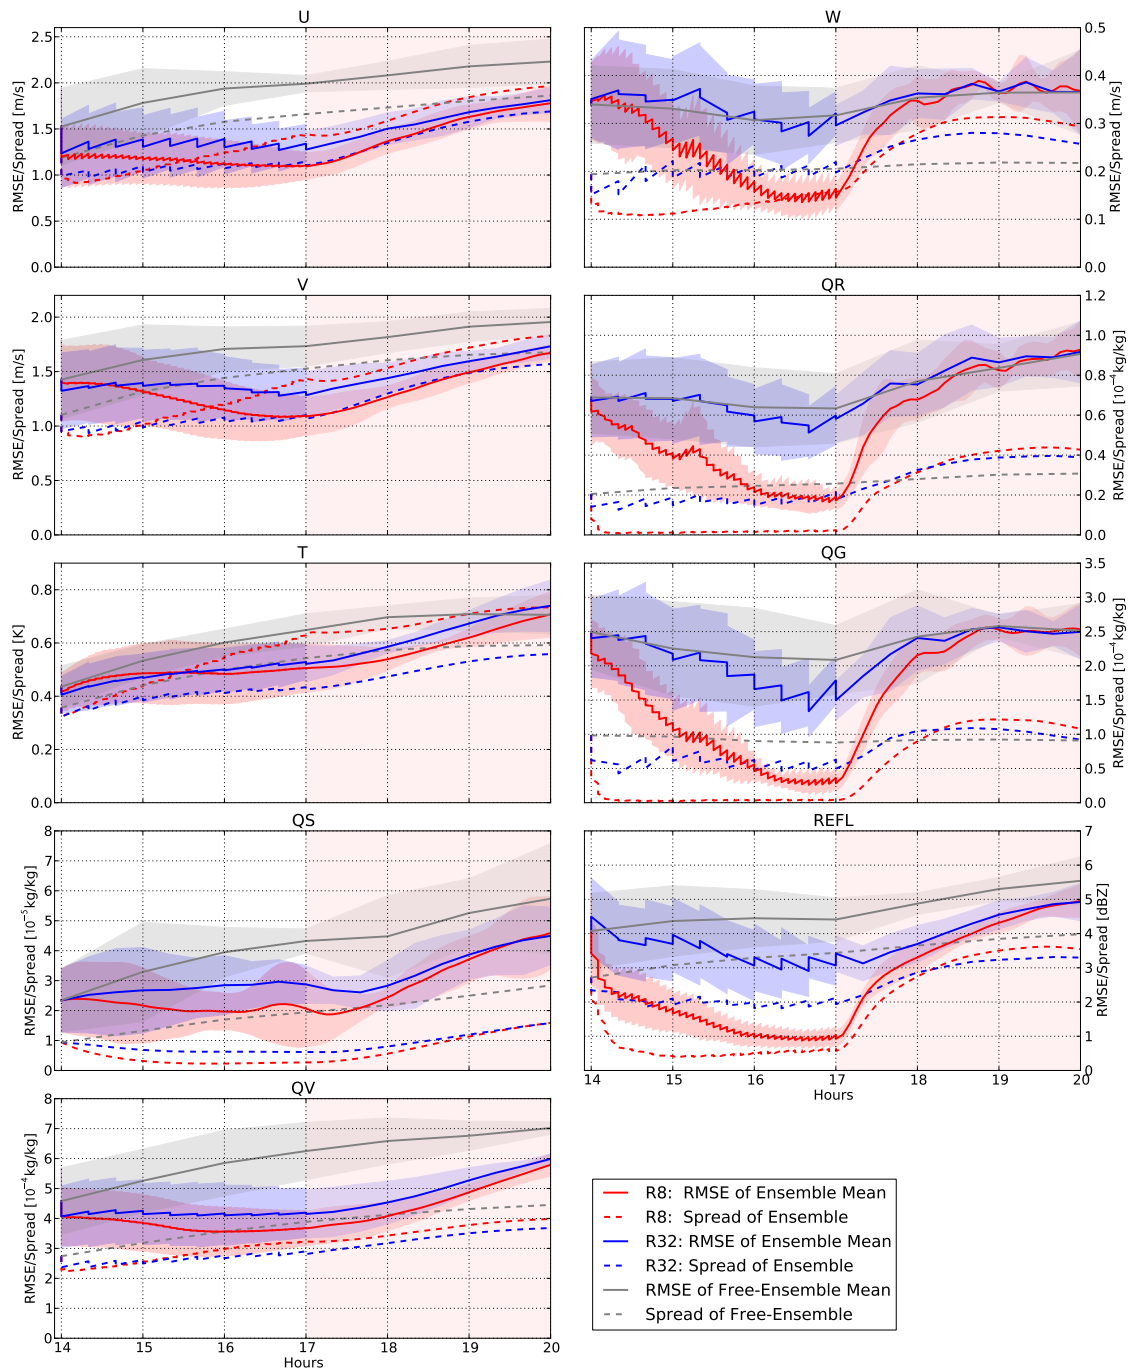 U
RMSE/Spread [m/s]
2.5
2.0
1.5
1.0
0.5
0.0
W
0.5
0.4
0.3
0.2
0.1
0.0
RMSE/Spread [m/s]
V
RMSE/Spread [m/s]
2.0
1.5
1.0
0.5
0.0
QR
1.2
1.0
0.8
0.6
0.4
0.2
0.0
RMSE/Spread [10⁻⁴kg/kg]
T
RMSE/Spread [K]
0.8
0.6
0.4
0.2
0.0
QG
3.5
3.0
2.5
2.0
1.5
1.0
0.5
0.0
RMSE/Spread [10⁻⁴kg/kg]
QS
RMSE/Spread [10⁻⁵kg/kg]
8
7
6
5
4
3
2
1
0
REFL
7
6
5
4
3
2
1
0
RMSE/Spread [dBZ]
14 15 16 17 18 19 20
Hours
QV
RMSE/Spread [10⁻⁴kg/kg]
8
7
6
5
4
3
2
1
0
14 15 16 17 18 19 20
Hours
R8: RMSE of Ensemble Mean
R8: Spread of Ensemble
R32: RMSE of Ensemble Mean
R32: Spread of Ensemble
RMSE of Free-Ensemble Mean
Spread of Free-Ensemble